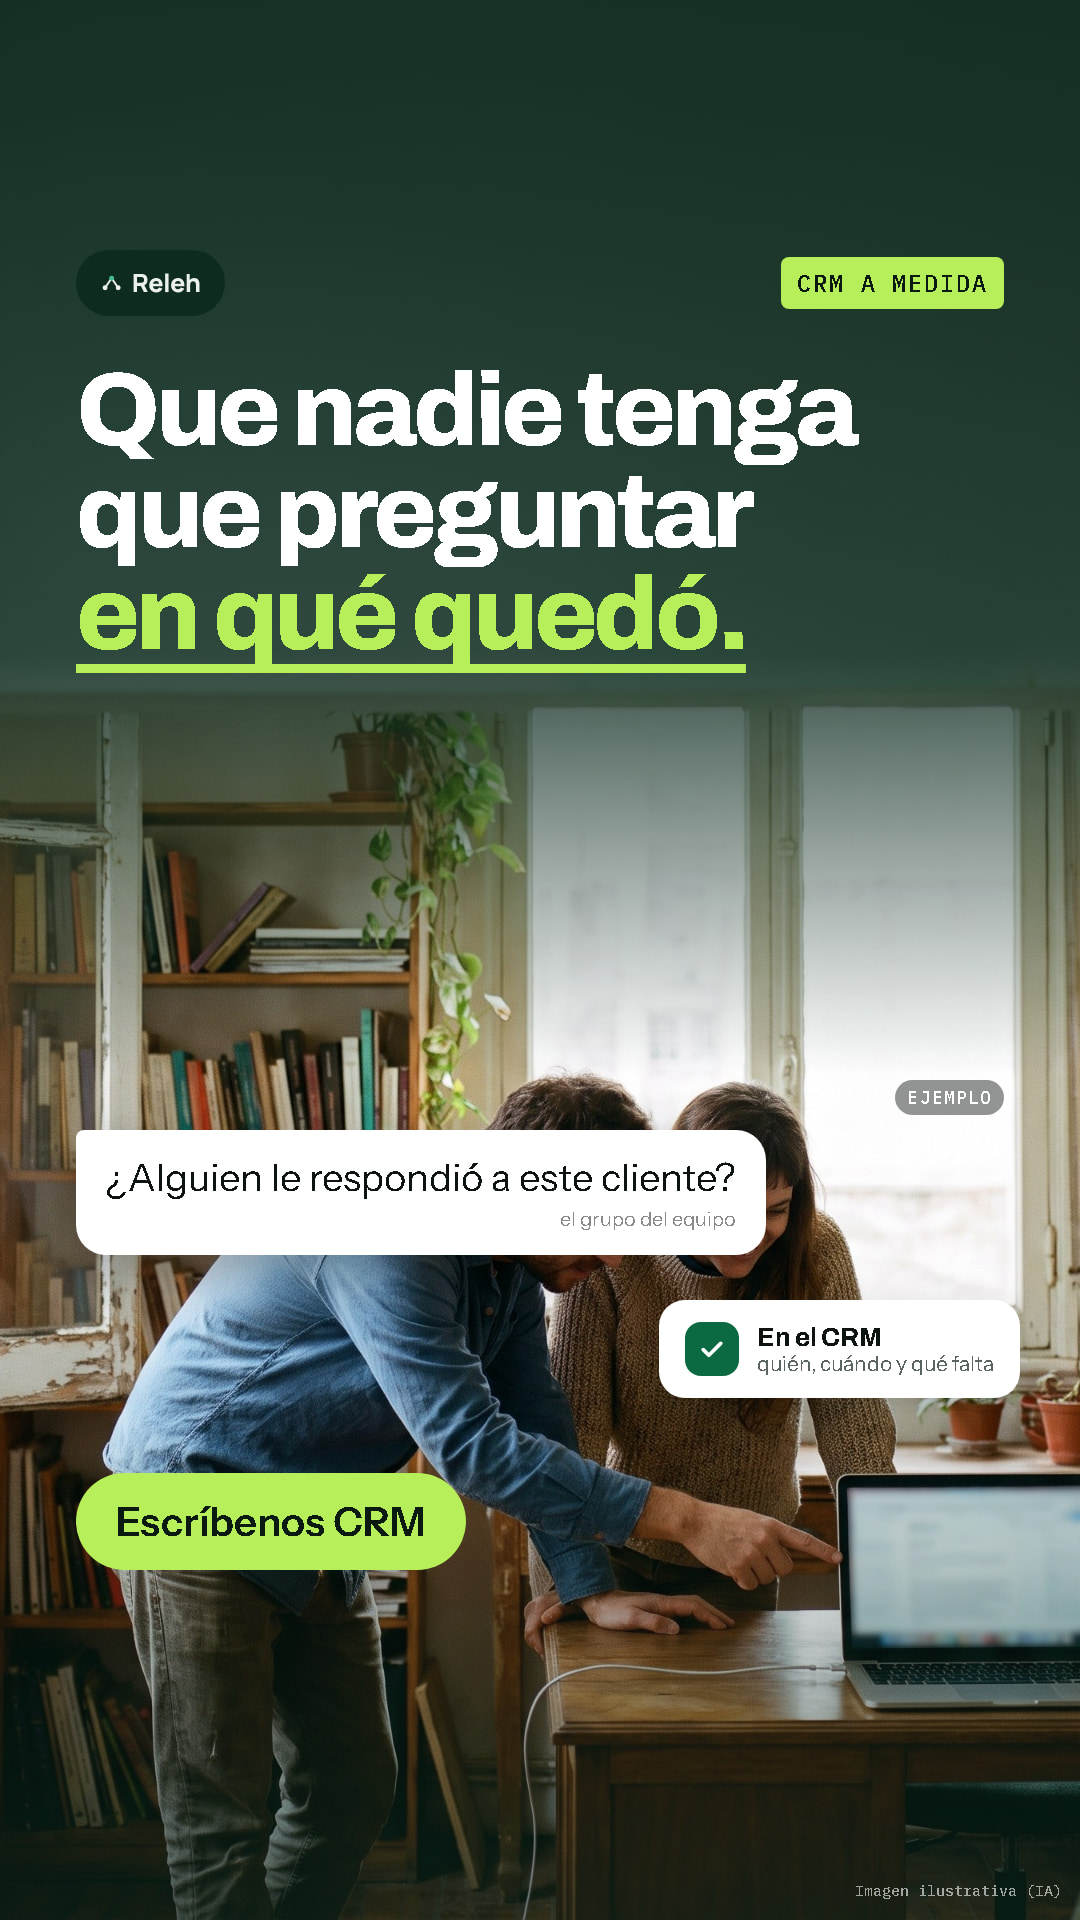 Releh
CRM A MEDIDA
Que nadie tenga
que preguntar
en qué quedó.
EJEMPLO
¿Alguien le respondió a este cliente?
el grupo del equipo
En el CRM
quién, cuándo y qué falta
Escríbenos CRM
Imagen ilustrativa (IA)